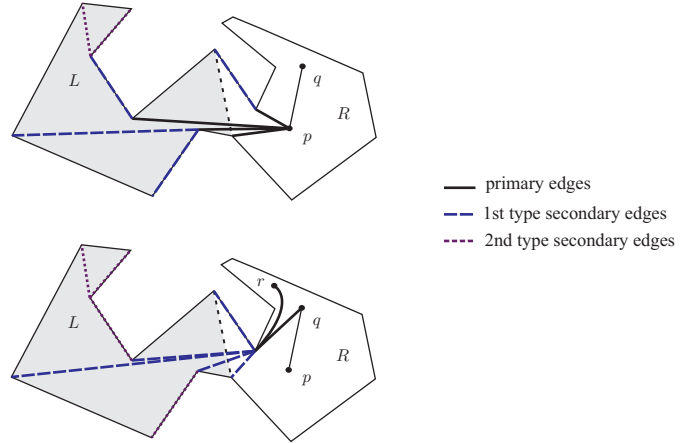 L
q
R
p
primary edges
1st type secondary edges
2nd type secondary edges
r
L
q
R
p